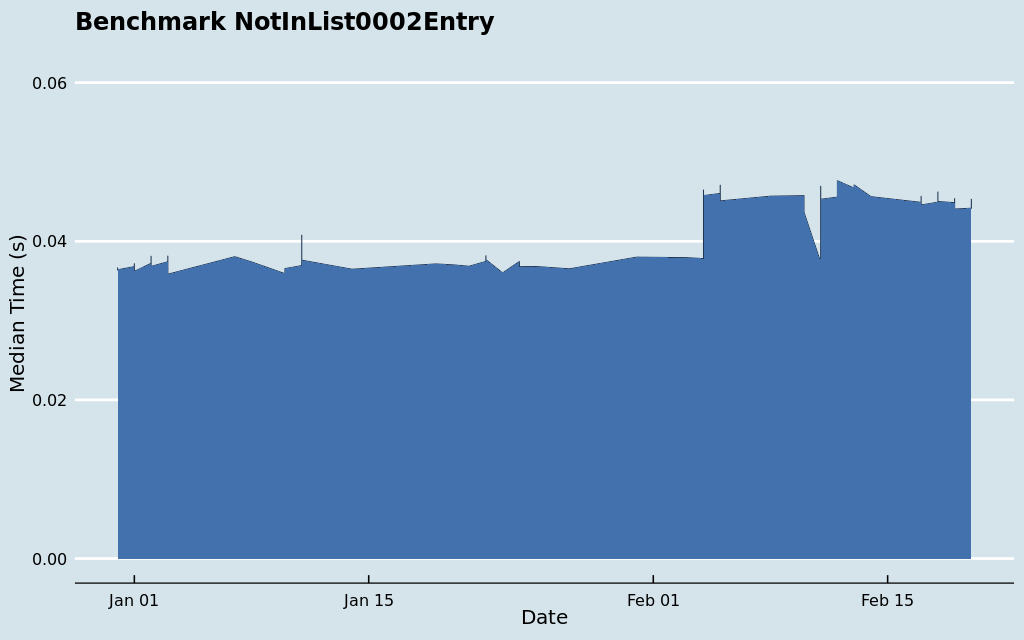 Benchmark NotInList0002Entry
0.06
0.04
0.02
0.00
Median Time (s)
Jan 01
Jan 15
Feb 01
Feb 15
Date